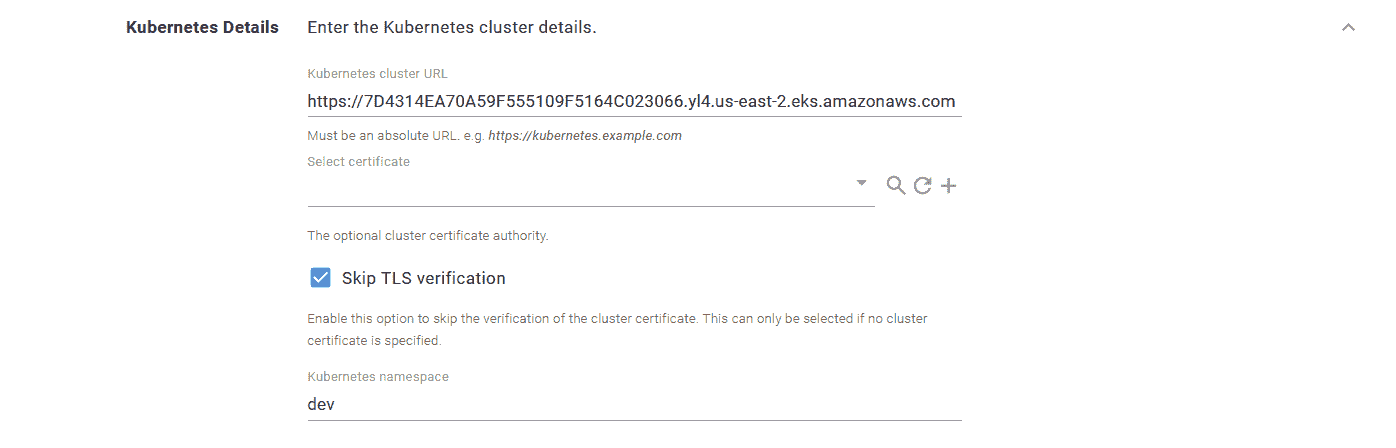 Kubernetes Details Enter the Kubernetes cluster details.
Kubernetes cluster URL
https://7D4314EA70A59F555109F5164C023066.yl4.us-east-2.eks.amazonaws.com
Must be an absolute URL. e.g. https://kubernetes.example.com
Select certificate
The optional cluster certificate authority.
Skip TLS verification
Enable this option to skip the verification of the cluster certificate. This can only be selected if no cluster
certificate is specified.
Kubernetes namespace
dev